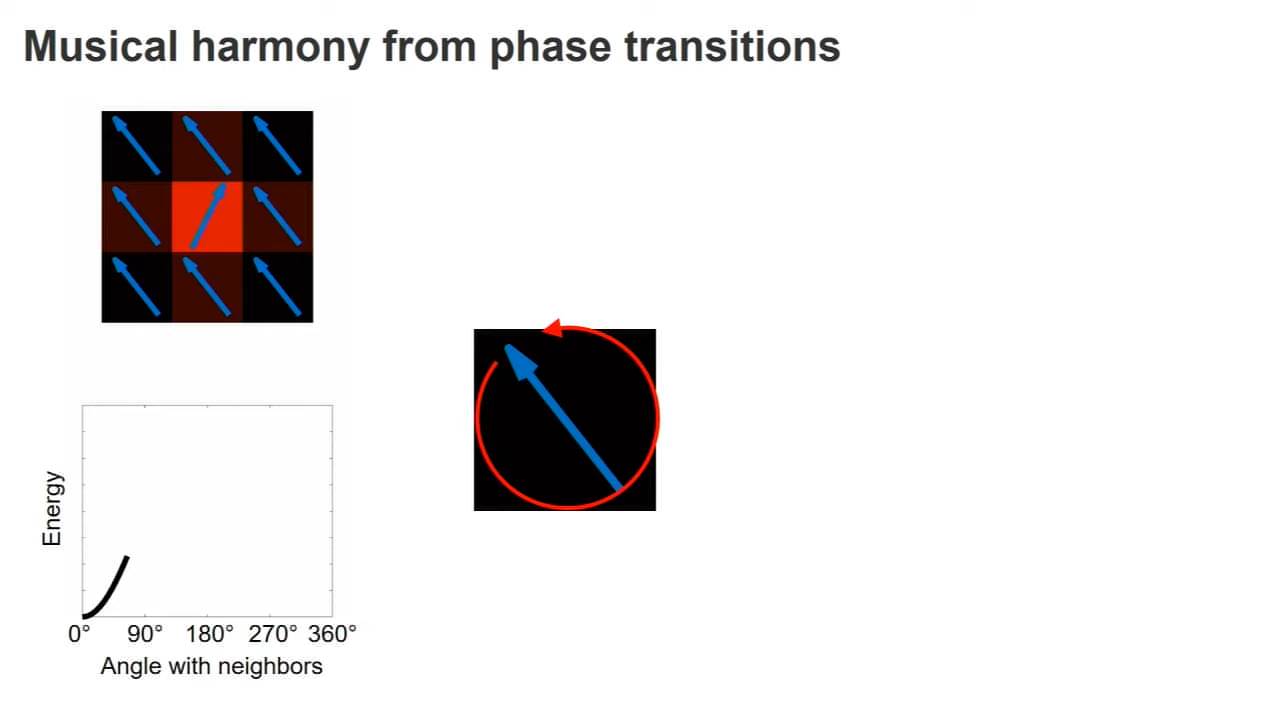 Musical harmony from phase transitions
Energy
0° 90° 180° 270° 360°
Angle with neighbors